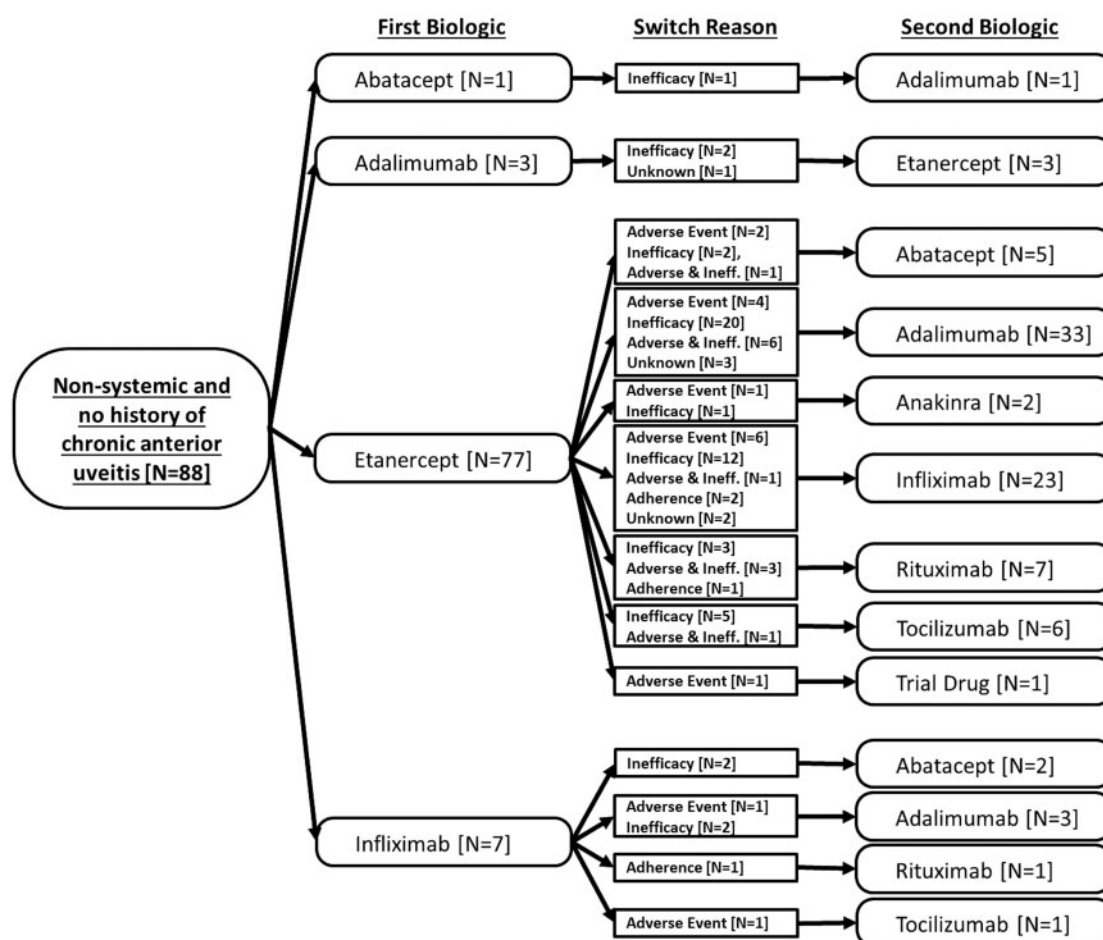 First Biologic
Switch Reason
Second Biologic
Abatacept [N=1]
Inefficacy [N=1]
Adalimumab [N=1]
Adalimumab [N=3]
Inefficacy [N=2]
Unknown [N=1]
Etanercept [N=3]
Non-systemic and
no history of
chronic anterior
uveitis [N=88]
Etanercept [N=77]
Adverse Event [N=2]
Inefficacy [N=2],
Adverse & Ineff. [N=1]
Abatacept [N=5]
Adverse Event [N=4]
Inefficacy [N=20]
Adverse & Ineff. [N=6]
Unknown [N=3]
Adalimumab [N=33]
Adverse Event [N=1]
Inefficacy [N=1]
Anakinra [N=2]
Adverse Event [N=6]
Inefficacy [N=12]
Adverse & Ineff. [N=1]
Adherence [N=2]
Unknown [N=2]
Infliximab [N=23]
Inefficacy [N=3]
Adverse & Ineff. [N=3]
Adherence [N=1]
Rituximab [N=7]
Inefficacy [N=5]
Adverse & Ineff. [N=1]
Tocilizumab [N=6]
Adverse Event [N=1]
Trial Drug [N=1]
Infliximab [N=7]
Inefficacy [N=2]
Abatacept [N=2]
Adverse Event [N=1]
Inefficacy [N=2]
Adalimumab [N=3]
Adherence [N=1]
Rituximab [N=1]
Adverse Event [N=1]
Tocilizumab [N=1]